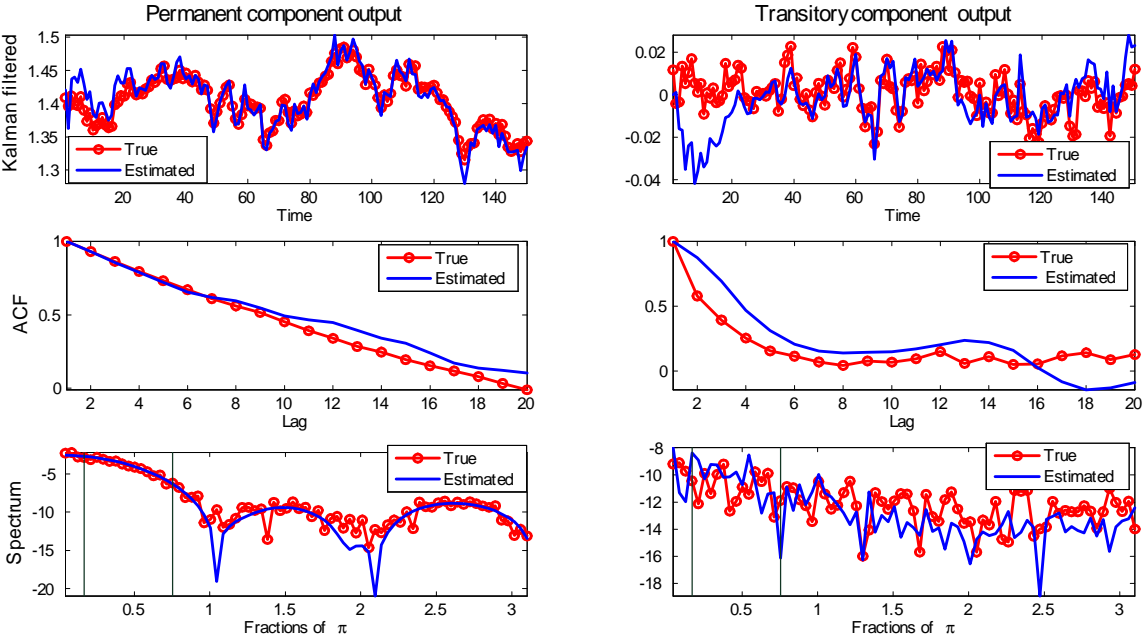 Permanent component output
Transitory component output
Kalman filtered
1.5
1.45
1.4
1.35
1.3
True
Estimated
20 40 60 80 100 120 140
Time
0.02
0
-0.02
-0.04
True
Estimated
20 40 60 80 100 120 140
Time
ACF
1
0.5
0
True
Estimated
2 4 6 8 10 12 14 16 18 20
Lag
1
0.5
0
True
Estimated
2 4 6 8 10 12 14 16 18 20
Lag
Spectrum
-5
-10
-15
-20
True
Estimated
0.5 1 1.5 2 2.5 3
Fractions of π
-8
-10
-12
-14
-16
-18
True
Estimated
0.5 1 1.5 2 2.5 3
Fractions of π